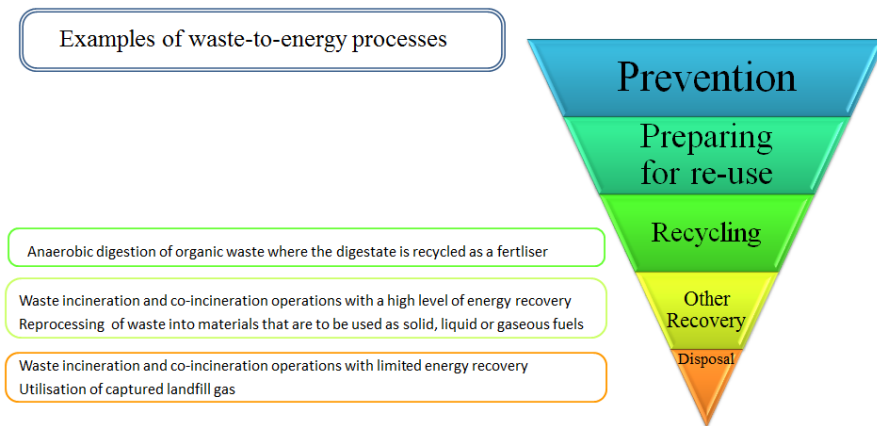 Examples of waste-to-energy processes
Prevention
Preparing
for re-use
Recycling
Anaerobic digestion of organic waste where the digestate is recycled as a fertliser
Other
Recovery
Waste incineration and co-incineration operations with a high level of energy recovery
Reprocessing of waste into materials that are to be used as solid, liquid or gaseous fuels
Disposal
Waste incineration and co-incineration operations with limited energy recovery
Utilisation of captured landfill gas